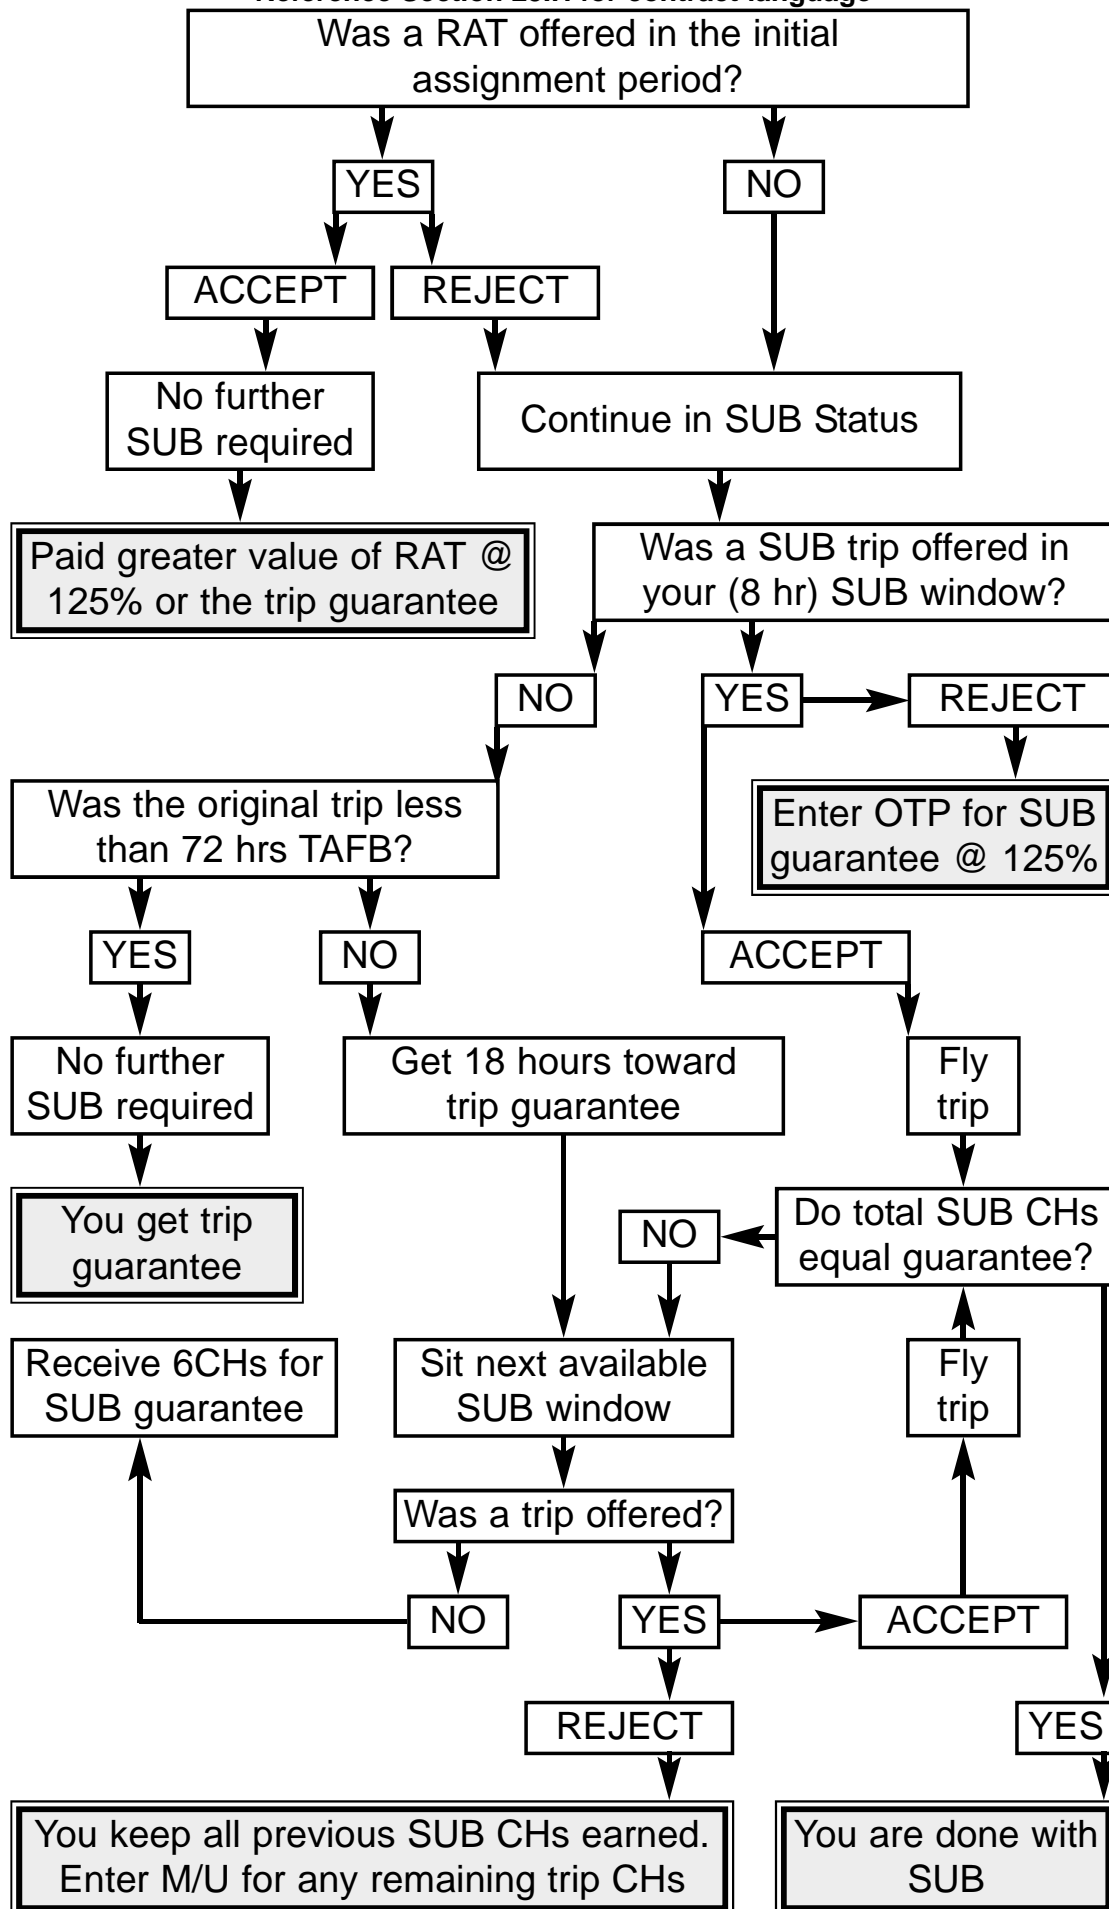 Was a RAT offered in the initial
assignment period?
YES
NO
ACCEPT
REJECT
No further
SUB required
Continue in SUB Status
Paid greater value of RAT @
125% or the trip guarantee
Was a SUB trip offered in
your (8 hr) SUB window?
NO
YES
REJECT
Was the original trip less
than 72 hrs TAFB?
Enter OTP for SUB
guarantee @ 125%
YES
NO
ACCEPT
No further
SUB required
Get 18 hours toward
trip guarantee
Fly
trip
You get trip
guarantee
NO
Do total SUB CHs
equal guarantee?
Receive 6CHs for
SUB guarantee
Sit next available
SUB window
Fly
trip
Was a trip offered?
NO
YES
ACCEPT
REJECT
YES
You keep all previous SUB CHs earned.
Enter M/U for any remaining trip CHs
You are done with
SUB